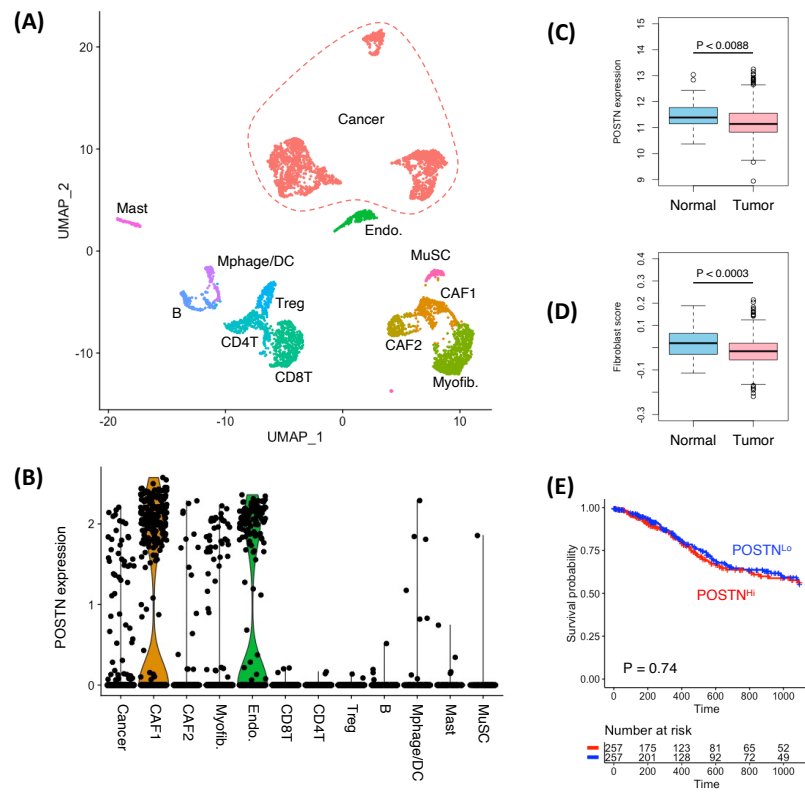 (A)
UMAP_2
20
10
0
-10
-20
-10
0
10
UMAP_1
Cancer
Mast
Endo.
Mphage/DC
MuSC
B
Treg
CAF1
CD4T
CAF2
CD8T
Myofib.
(B)
POSTN expression
2
1
0
Cancer
CAF1
CAF2
Myofib.
Endo.
CD8T
CD4T
Treg
B
Mphage/DC
Mast
MuSC
(C)
POSTN expression
15
14
13
12
11
10
9
P < 0.0088
Normal Tumor
(D)
Fibroblast score
0.4
0.2
0.1
-0.1
-0.3
P < 0.0003
Normal Tumor
(E)
Survival probability
1.00
0.75
0.50
0.25
0.00
POSTNLo
POSTNHi
P = 0.74
0 200 400 600 800 1000
Time
Number at risk
257 175 123 81 65 52
257 201 128 92 72 49
0 200 400 600 800 1000
Time